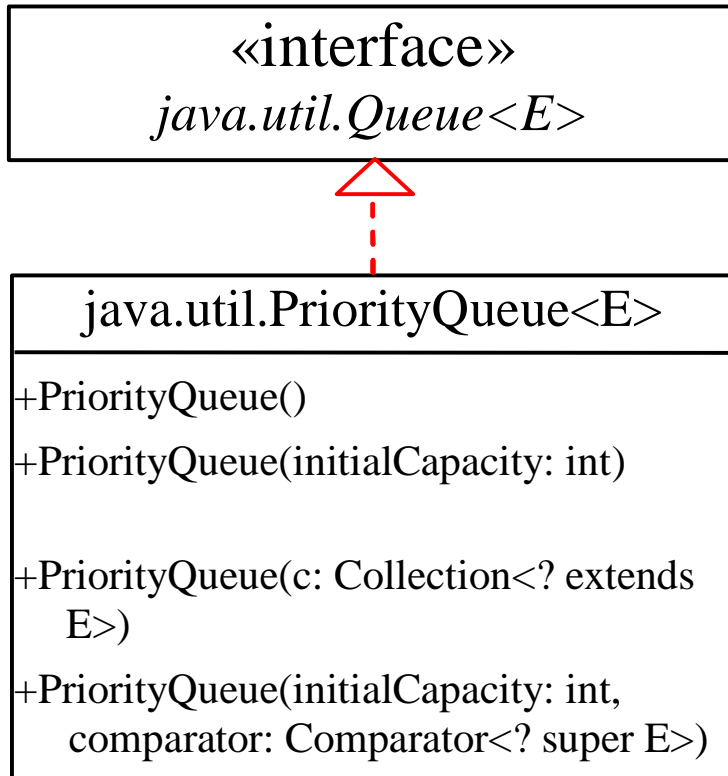 «interface»
java.util.Queue<E>
java.util.PriorityQueue<E>
+PriorityQueue()
+PriorityQueue(initialCapacity: int)
+PriorityQueue(c: Collection<? extends
E>)
+PriorityQueue(initialCapacity: int,
comparator: Comparator<? super E>)